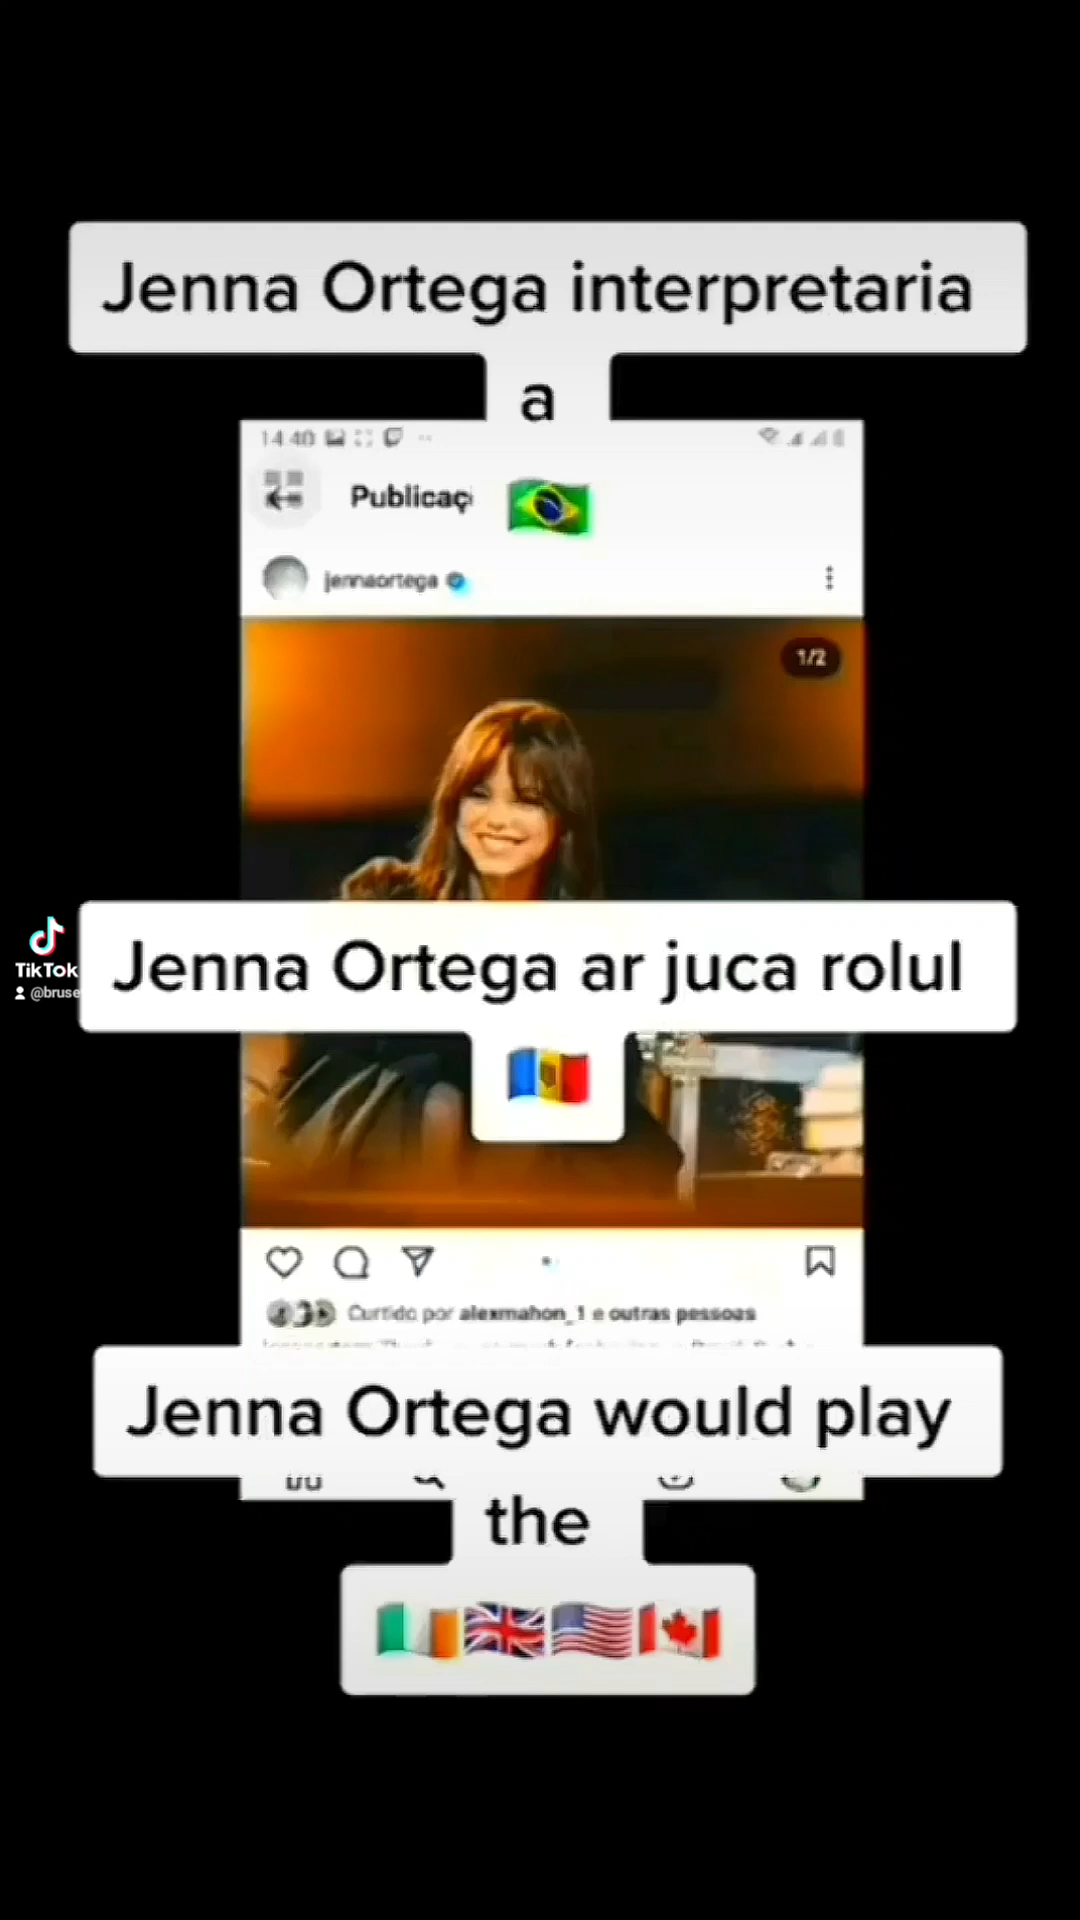 Jenna Ortega interpretaria
a
14:40
Publicaç
jennaortega
1/2
TikTok
@bruse
Jenna Ortega ar juca rolul
Curtido por alexmahon_1 e outras pessoas
Jenna Ortega would play
the